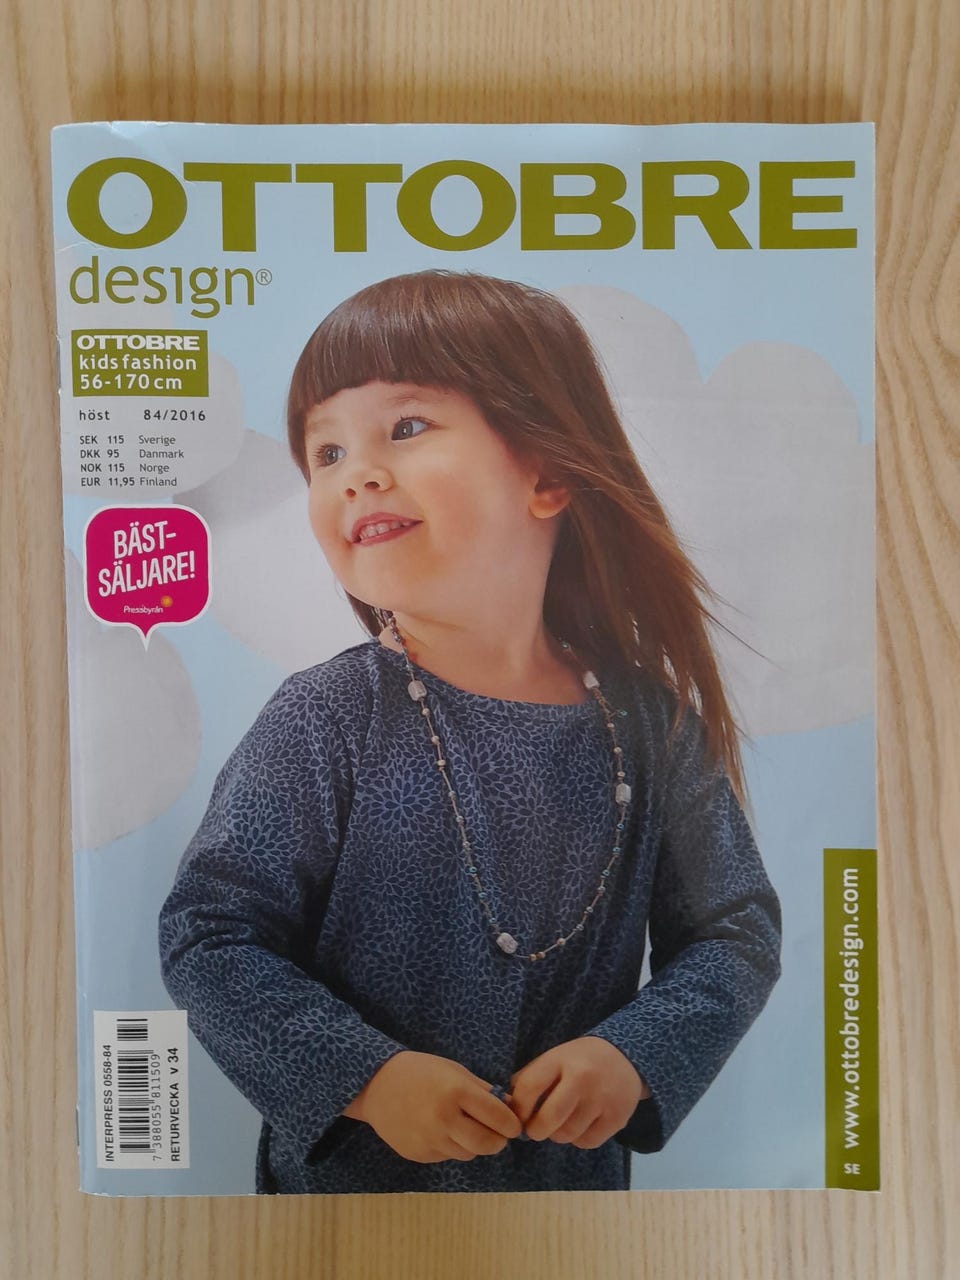 OTTOBRE
design®
OTTOBRE
kids fashion
56-170 cm
höst 84/2016
SEK 115 Sverige
DKK 95 Danmark
NOK 115 Norge
EUR 11,95 Finland
BÄST-
SÄLJARE!
Pressbyrån
www.ottobredesign.com
SE
INTERPRESS 0558-84
7 388055 811509
RETURVECKA v 34